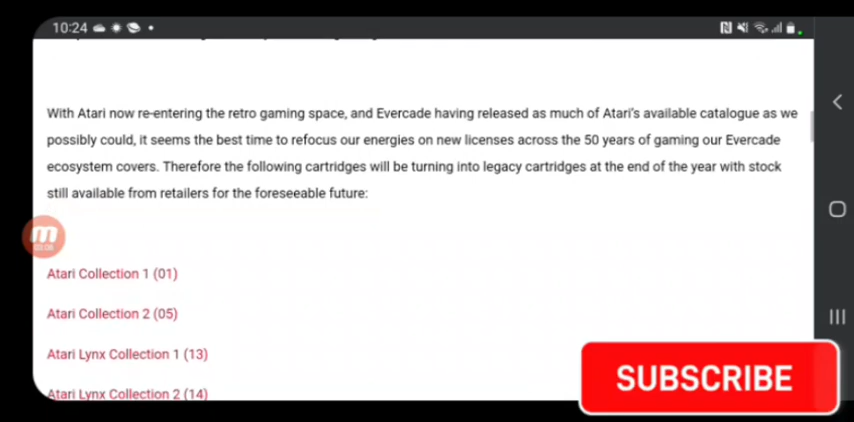 10:24
With Atari now re-entering the retro gaming space, and Evercade having released as much of Atari's available catalogue as we
possibly could, it seems the best time to refocus our energies on new licenses across the 50 years of gaming our Evercade
ecosystem covers. Therefore the following cartridges will be turning into legacy cartridges at the end of the year with stock
still available from retailers for the foreseeable future:
Atari Collection 1 (01)
Atari Collection 2 (05)
Atari Lynx Collection 1 (13)
Atari Lynx Collection 2 (14)
SUBSCRIBE